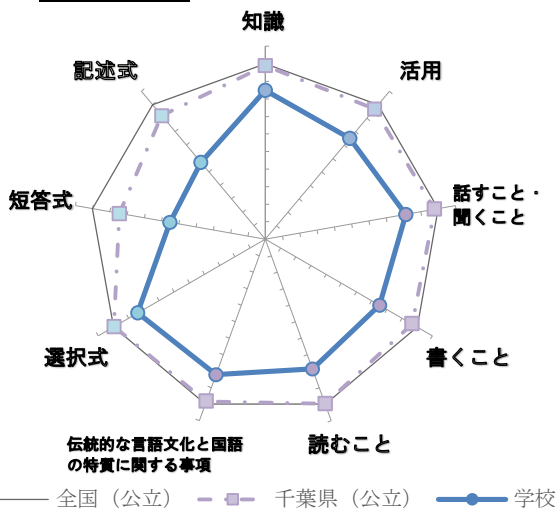 知識
記述式
活用
短答式
話すこと・
聞くこと
選択式
書くこと
伝統的な言語文化と国語
の特質に関する事項
読むこと
全国（公立）
千葉県（公立）
学校